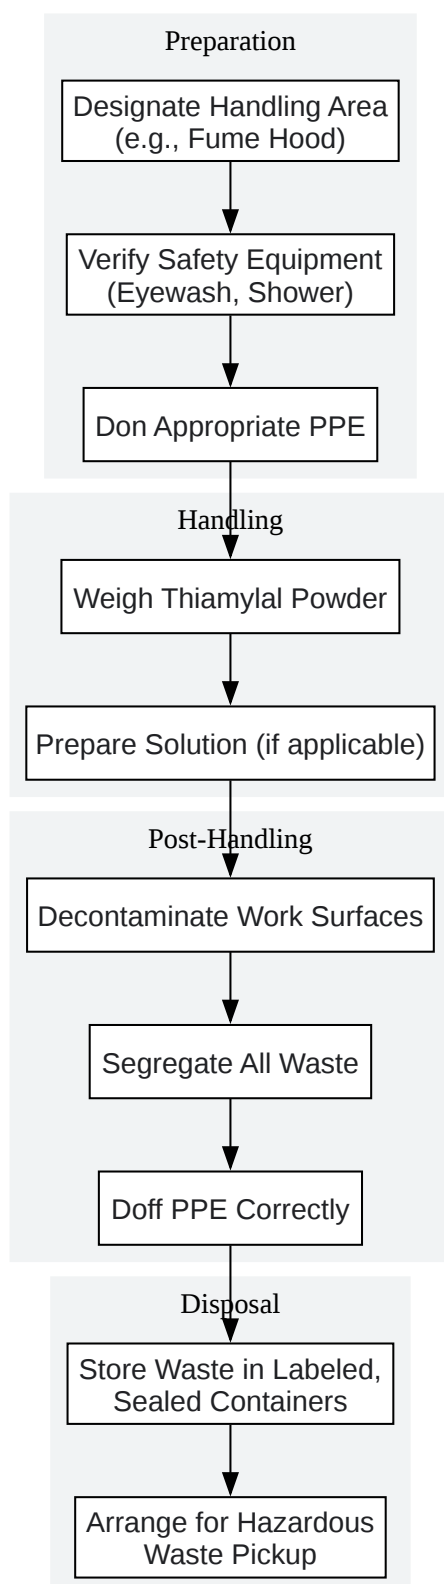 Preparation
Designate Handling Area
(e.g., Fume Hood)
Verify Safety Equipment
(Eyewash, Shower)
Don Appropriate PPE
Handling
Weigh Thiamylal Powder
Prepare Solution (if applicable)
Post-Handling
Decontaminate Work Surfaces
Segregate All Waste
Doff PPE Correctly
Disposal
Store Waste in Labeled,
Sealed Containers
Arrange for Hazardous
Waste Pickup